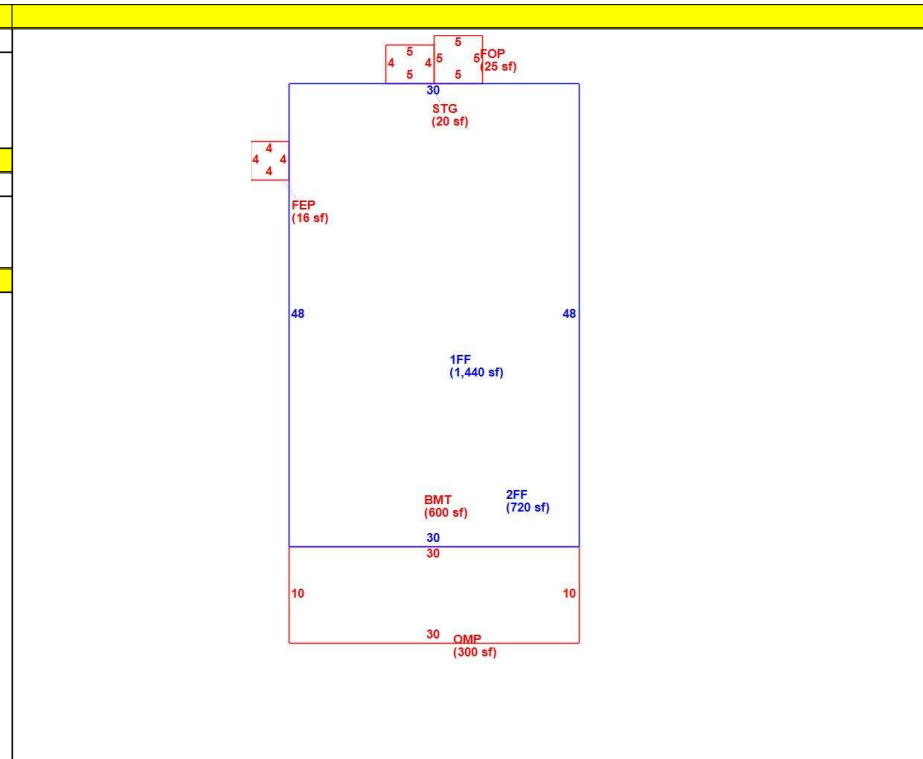 5
5
FOP
4
4
5
5
(25 sf)
5
5
30
STG
(20 sf)
4
4
4
4
FEP
(16 sf)
48
48
1FF
(1,440 sf)
2FF
(720 sf)
BMT
(600 sf)
30
30
10
10
30
OMP
(300 sf)